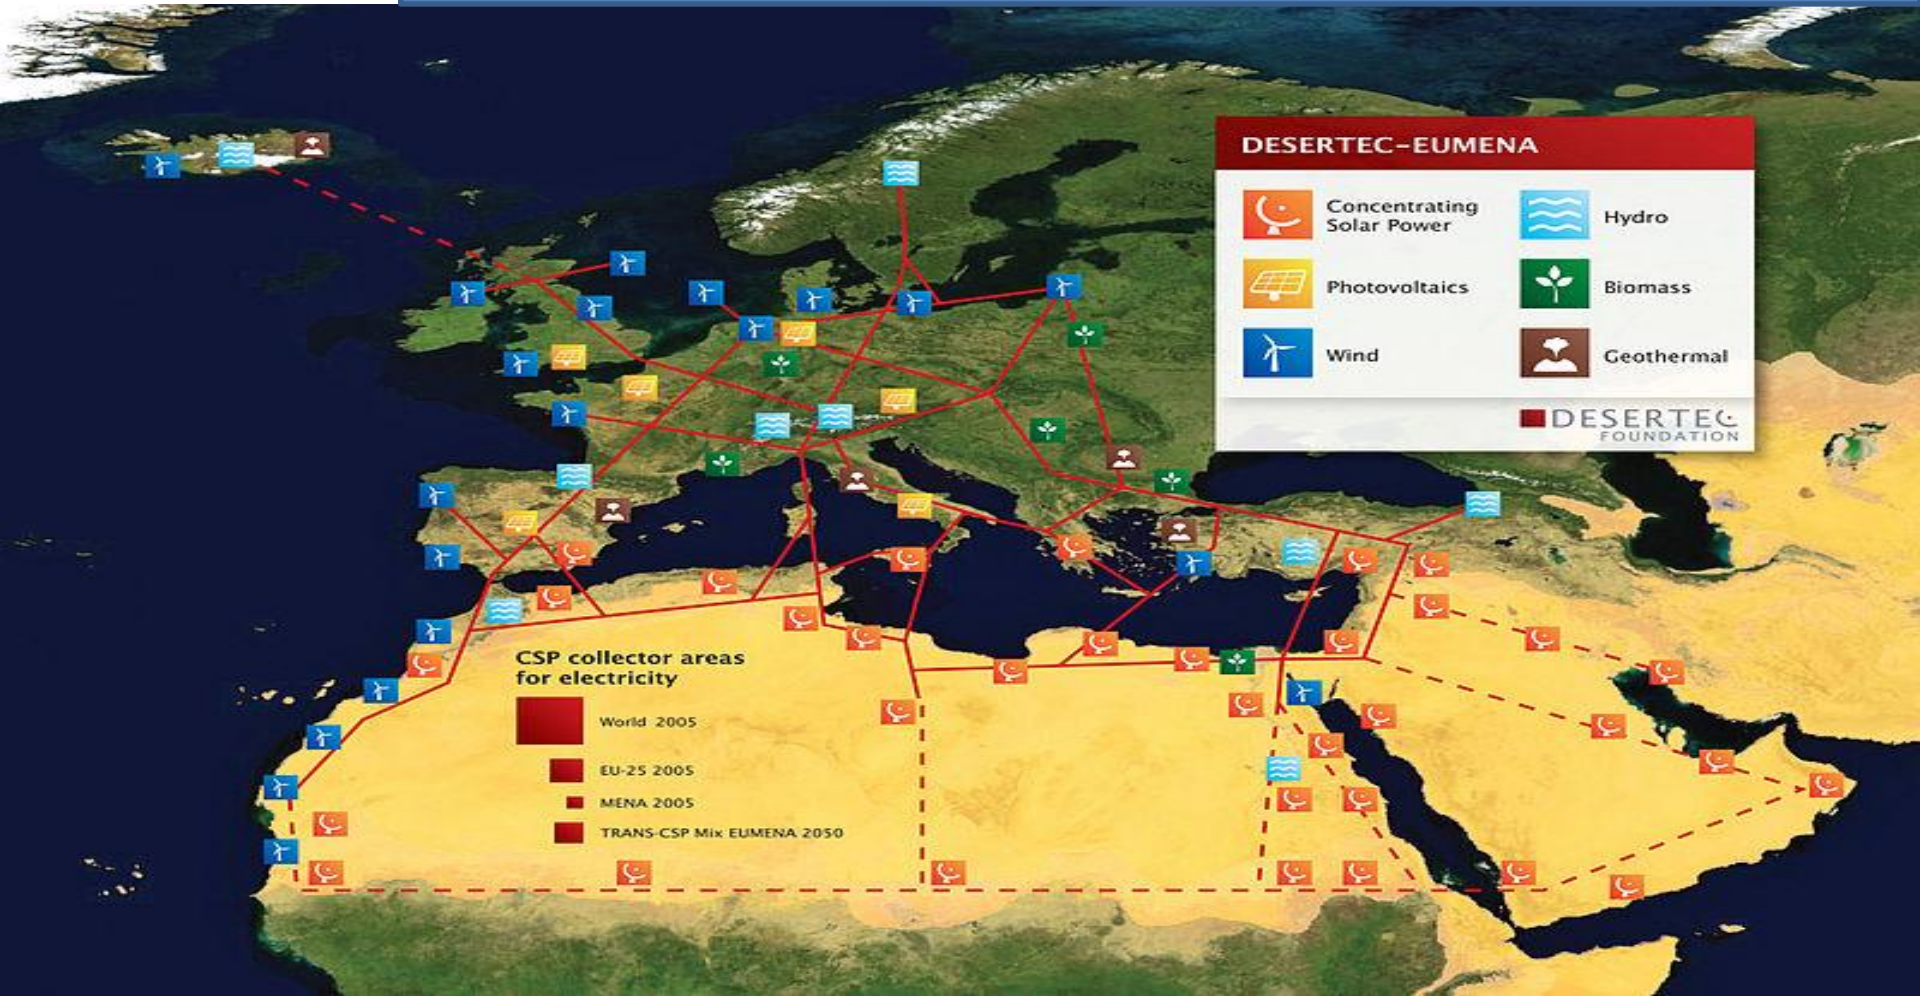 DESERTEC-EUMENA
Concentrating
Solar Power
Hydro
Photovoltaics
Biomass
Wind
Geothermal
DESERTEC
FOUNDATION
CSP collector areas
for electricity
World 2005
EU-25 2005
MENA 2005
TRANS-CSP Mix EUMENA 2050